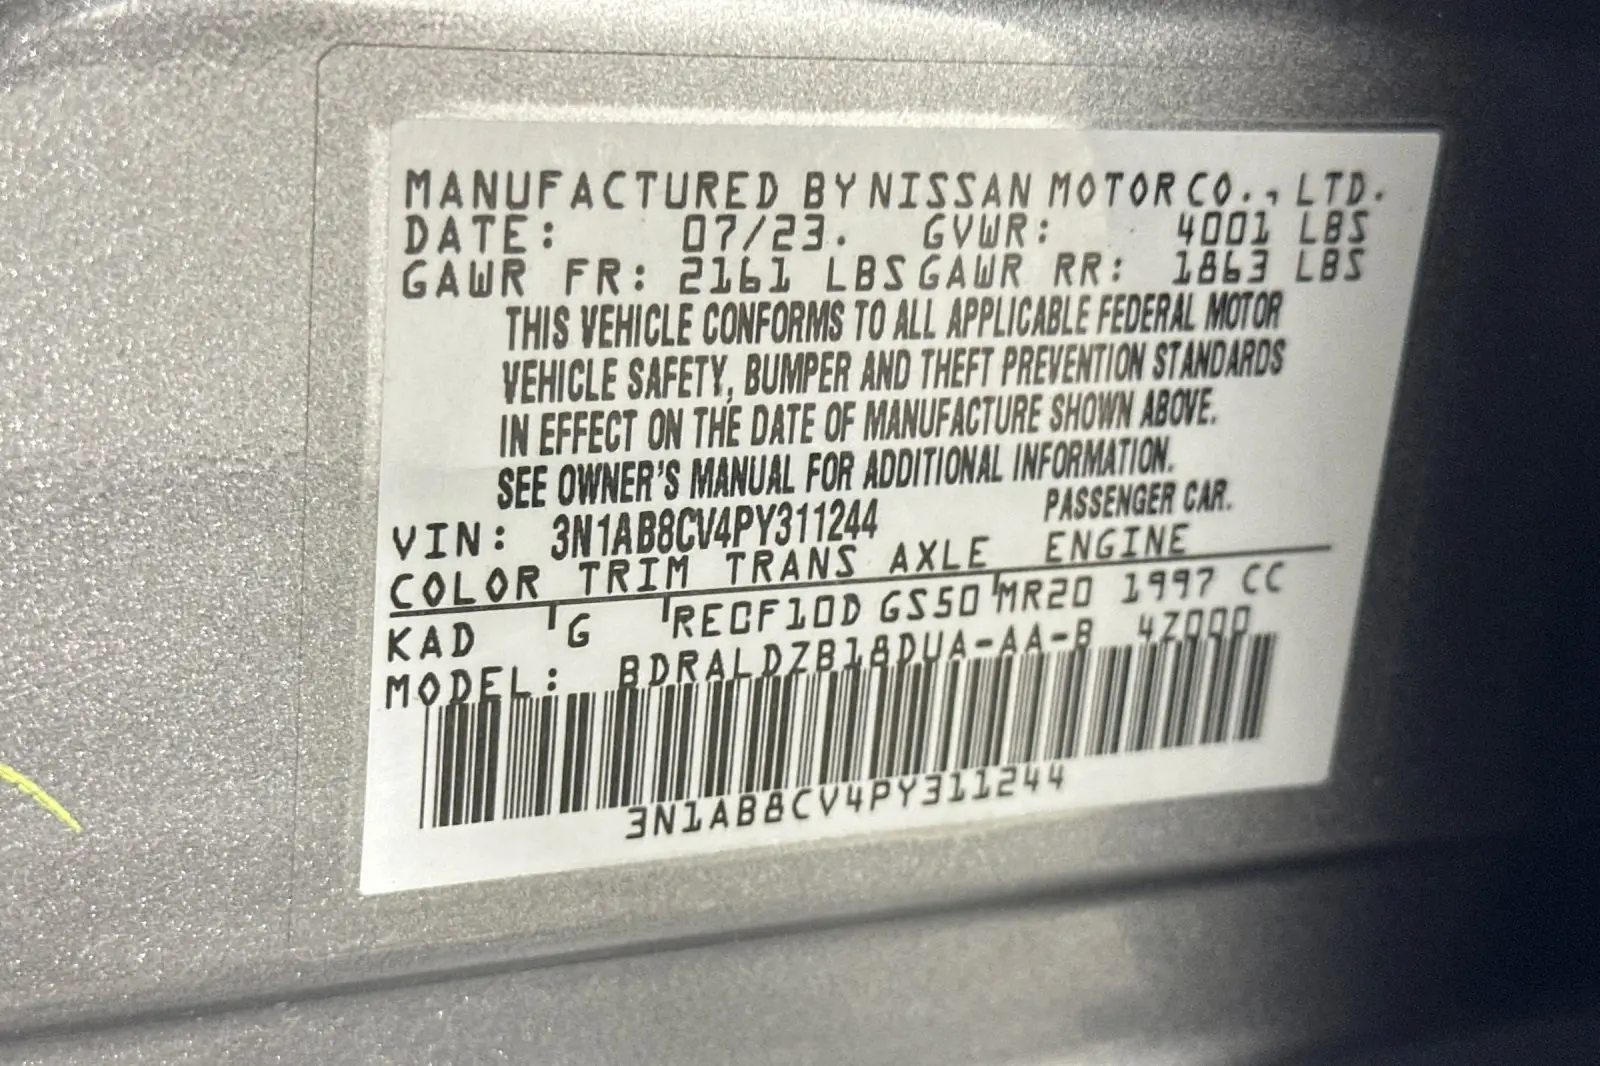 MANUFACTURED BY NISSAN MOTOR CO., LTD.
DATE: 07/23. GVWR: 4001 LBS
GAWR FR: 2161 LBS GAWR RR: 1863 LBS
THIS VEHICLE CONFORMS TO ALL APPLICABLE FEDERAL MOTOR
VEHICLE SAFETY, BUMPER AND THEFT PREVENTION STANDARDS
IN EFFECT ON THE DATE OF MANUFACTURE SHOWN ABOVE.
SEE OWNER'S MANUAL FOR ADDITIONAL INFORMATION.
VIN: 3N1AB8CV4PY311244 PASSENGER CAR.
COLOR TRIM TRANS AXLE ENGINE
KAD G RE0F10D GS50 MR20 1997 CC
MODEL: BDRALDZB18DUA-AA-B 4Z000
3N1AB8CV4PY311244